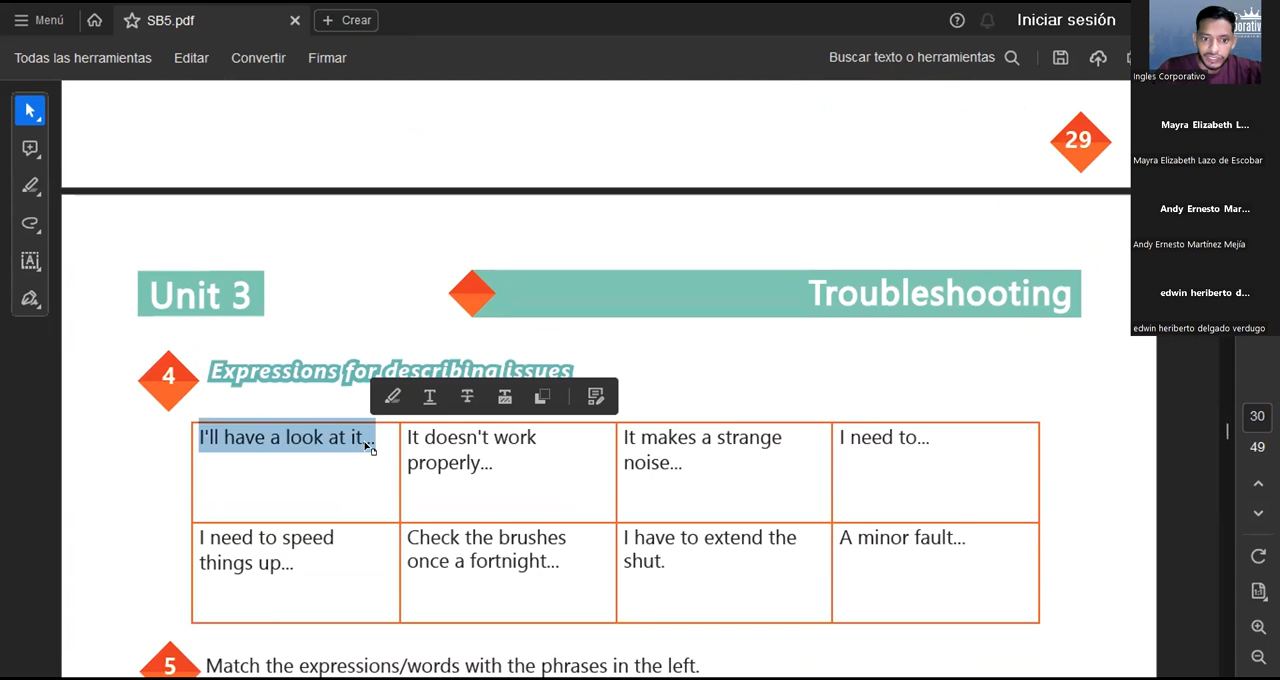 Menú
SB5.pdf
Crear
Iniciar sesión
Todas las herramientas
Editar
Convertir
Firmar
Buscar texto o herramientas
Ingles Corporativo
Mayra Elizabeth L...
Mayra Elizabeth Lazo de Escobar
Andy Ernesto Mar...
Andy Ernesto Martínez Mejía
edwin heriberto d...
edwin heriberto delgado verdugo
29
Unit 3
Troubleshooting
4
Expressions for describing issues
I'll have a look at it...
It doesn't work
properly...
It makes a strange
noise...
I need to...
I need to speed
things up...
Check the brushes
once a fortnight...
I have to extend the
shut.
A minor fault...
5
Match the expressions/words with the phrases in the left.
30
49